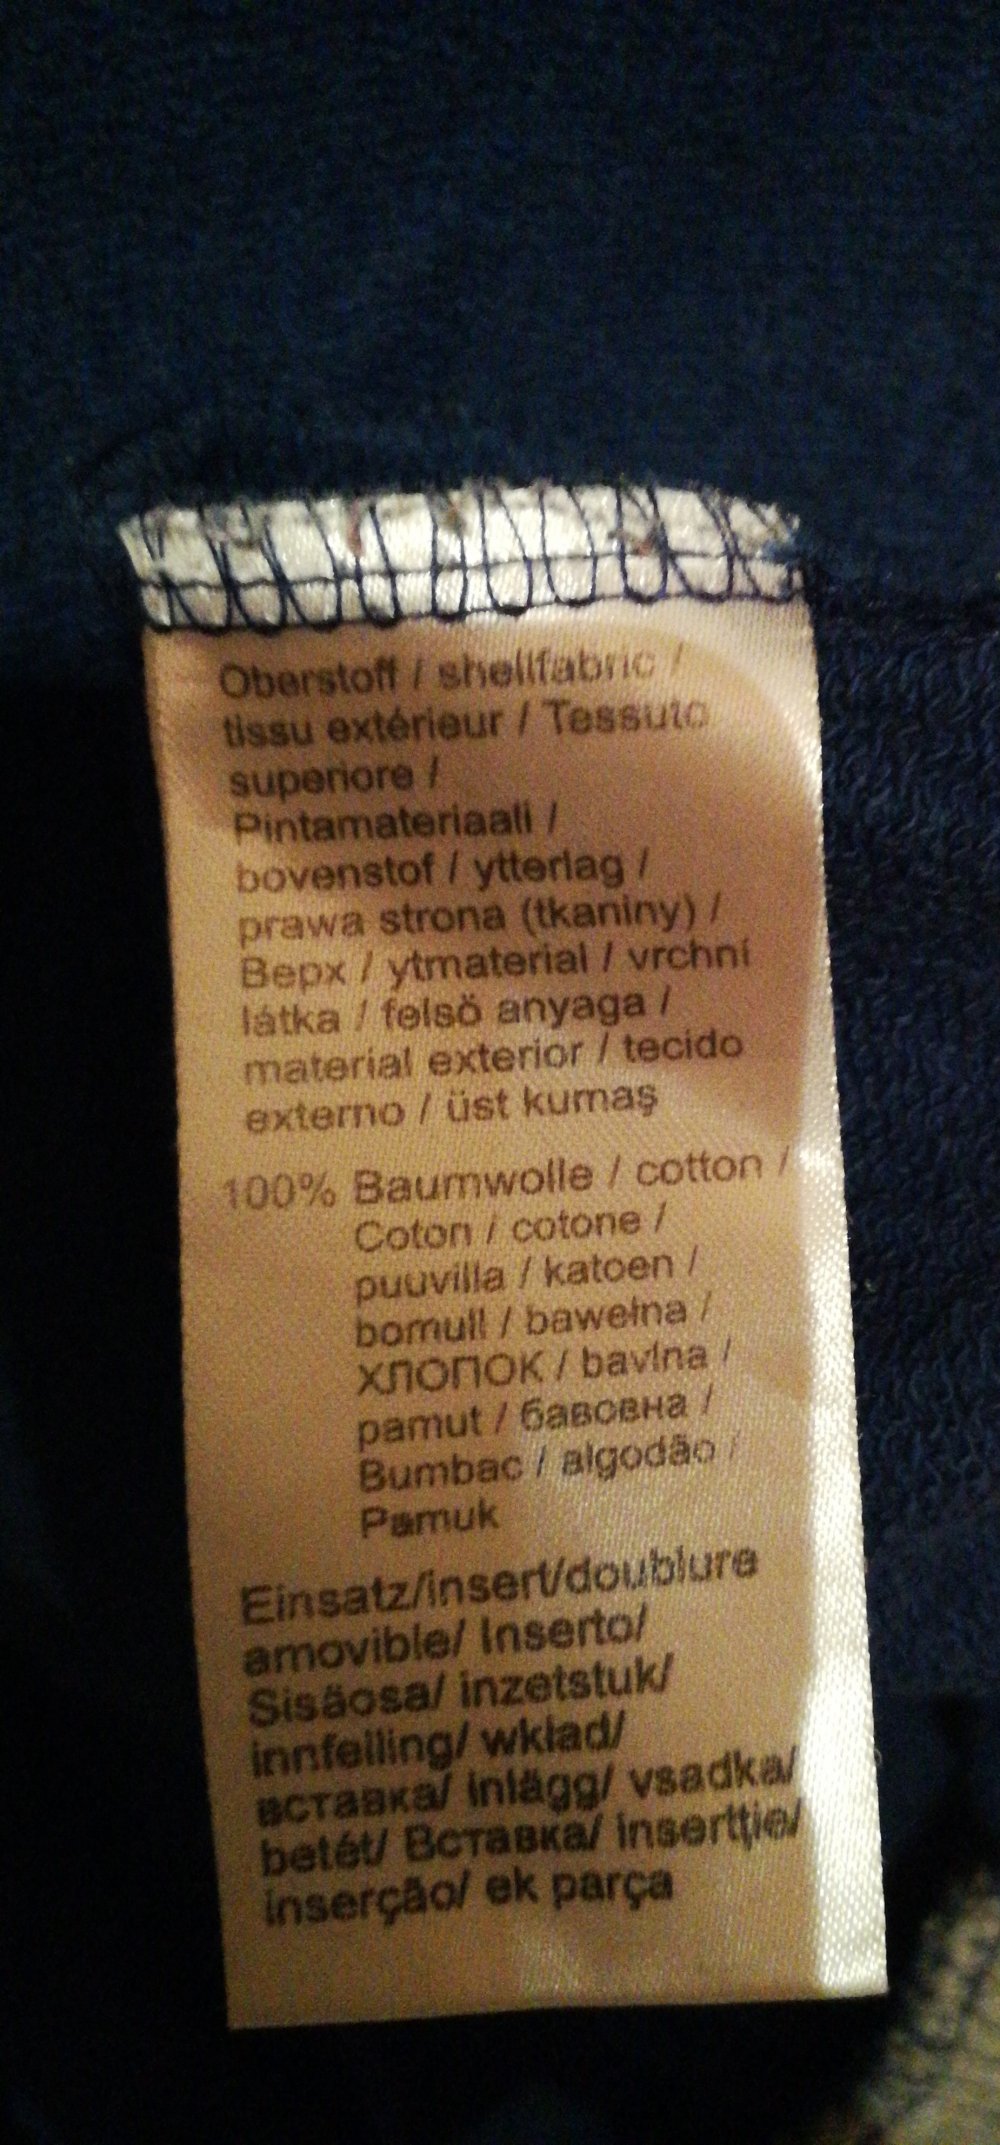 Oberstoff / shellfabric /
tissu extérieur / Tessuto
superiore /
Pintamateriaali /
bovenstof / ytterlag /
prawa strona (tkaniny) /
Верх / ytmaterial / vrchní
látka / felsö anyaga /
material exterior / tecido
externo / üst kumaş
100% Baumwolle / cotton /
Coton / cotone /
puuvilla / katoen /
bomull / bawełna /
ХЛОПОК / bavlna /
pamut / бавовна /
Bumbac / algodão /
Pamuk
Einsatz/insert/doublure
amovible/ Inserto/
Sisäosa/ inzetstuk/
innfelling/ wkład/
вставка/ inlägg/ vsadka/
betét/ Вставка/ insertţie/
inserção/ ek parça